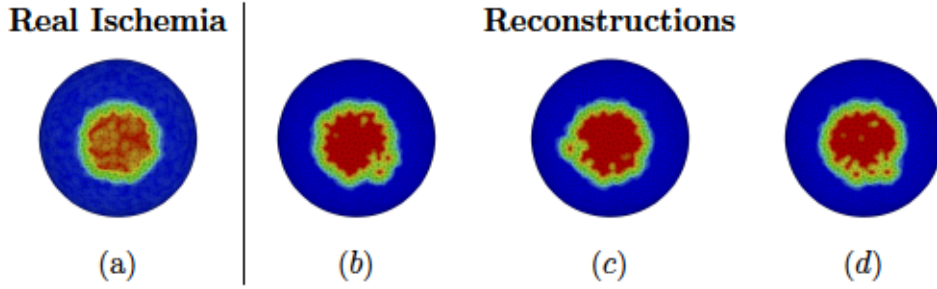 Real Ischemia
Reconstructions
(a)
(b)
(c)
(d)